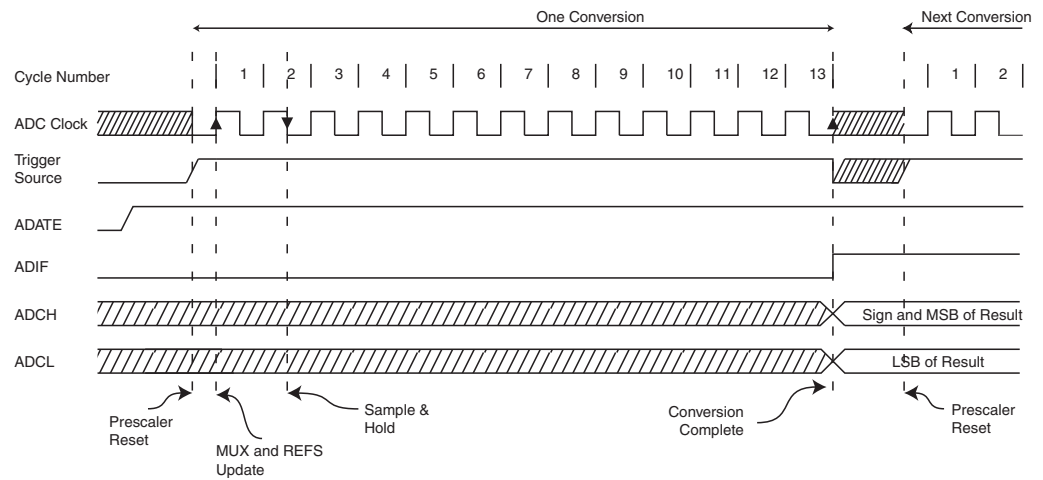 One Conversion
Next Conversion
Cycle Number
1 2 3 4 5 6 7 8 9 10 11 12 13 1 2
ADC Clock
Trigger
Source
ADATE
ADIF
ADCH
Sign and MSB of Result
ADCL
LSB of Result
Prescaler
Reset
MUX and REFS
Update
Sample &
Hold
Conversion
Complete
Prescaler
Reset